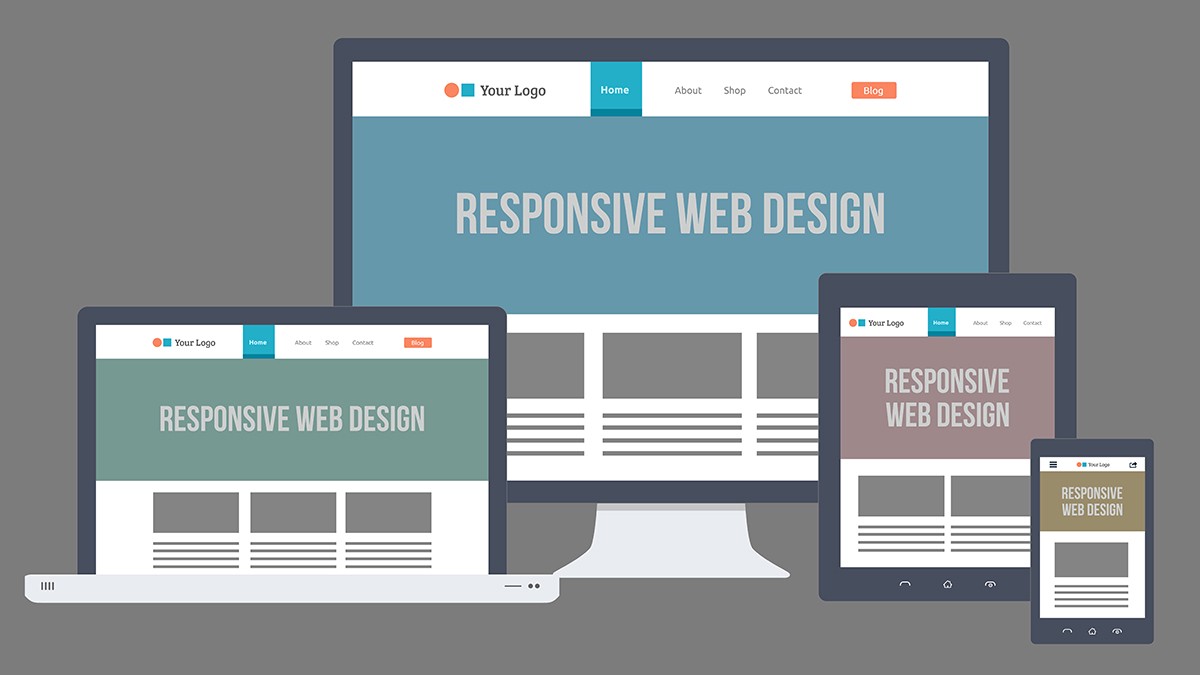 Your Logo Home About Shop Contact Blog
RESPONSIVE WEB DESIGN
Your Logo Home About Shop Contact Blog
RESPONSIVE WEB DESIGN
Your Logo Home About Shop Contact
RESPONSIVE
WEB DESIGN
Your Logo
RESPONSIVE
WEB DESIGN